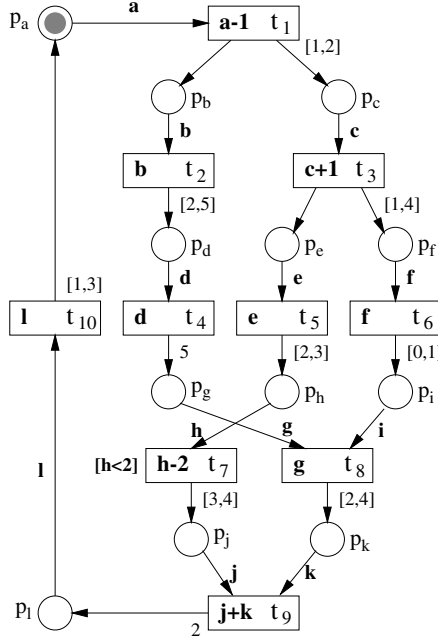 a
p_a
a-1 t_1
[1,2]
p_b p_c
b c
b t_2 c+1 t_3
[2,5] [1,4]
p_d p_e p_f
d e f
[1,3]
l t_10 d t_4 e t_5 f t_6
5 [2,3] [0,1]
p_g p_h p_i
h g i
[h<2] h-2 t_7 g t_8
l
[3,4] [2,4]
p_j p_k
j k
p_l j+k t_9
2